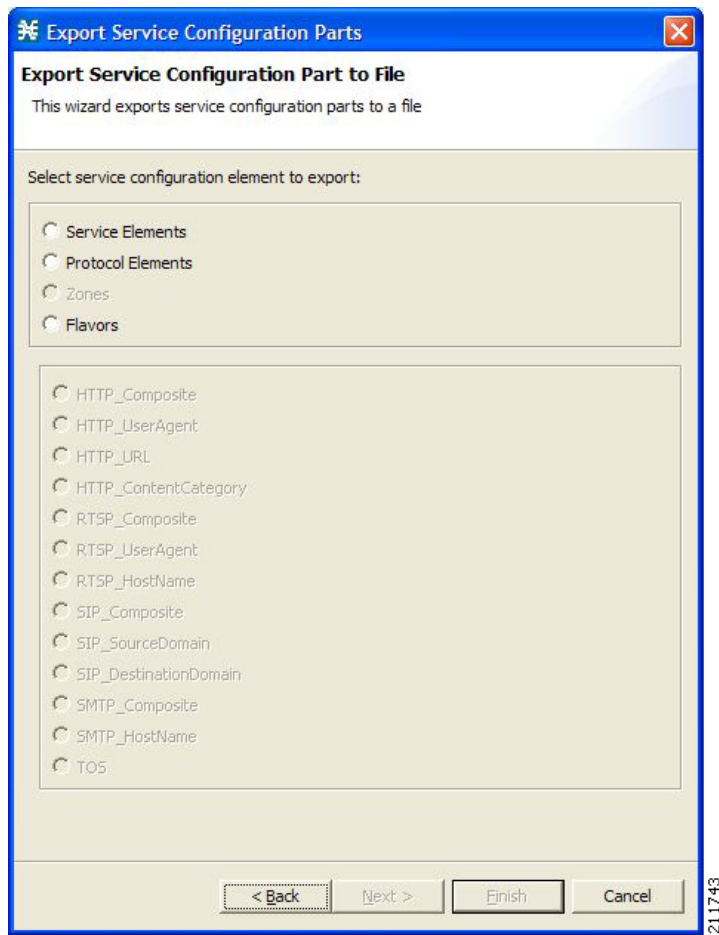 Export Service Configuration Parts
Export Service Configuration Part to File
This wizard exports service configuration parts to a file
Select service configuration element to export:
Service Elements
Protocol Elements
Zones
Flavors
HTTP_Composite
HTTP_UserAgent
HTTP_URL
HTTP_ContentCategory
RTSP_Composite
RTSP_UserAgent
RTSP_HostName
SIP_Composite
SIP_SourceDomain
SIP_DestinationDomain
SMTP_Composite
SMTP_HostName
TOS
< Back Next > Finish Cancel
211743